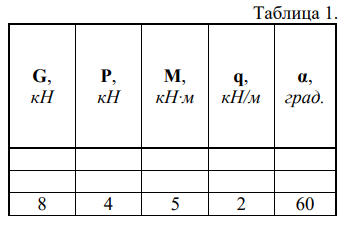 Таблица 1.
G, P, M, q, α,
кН кН кН·м кН/м град.
8 4 5 2 60